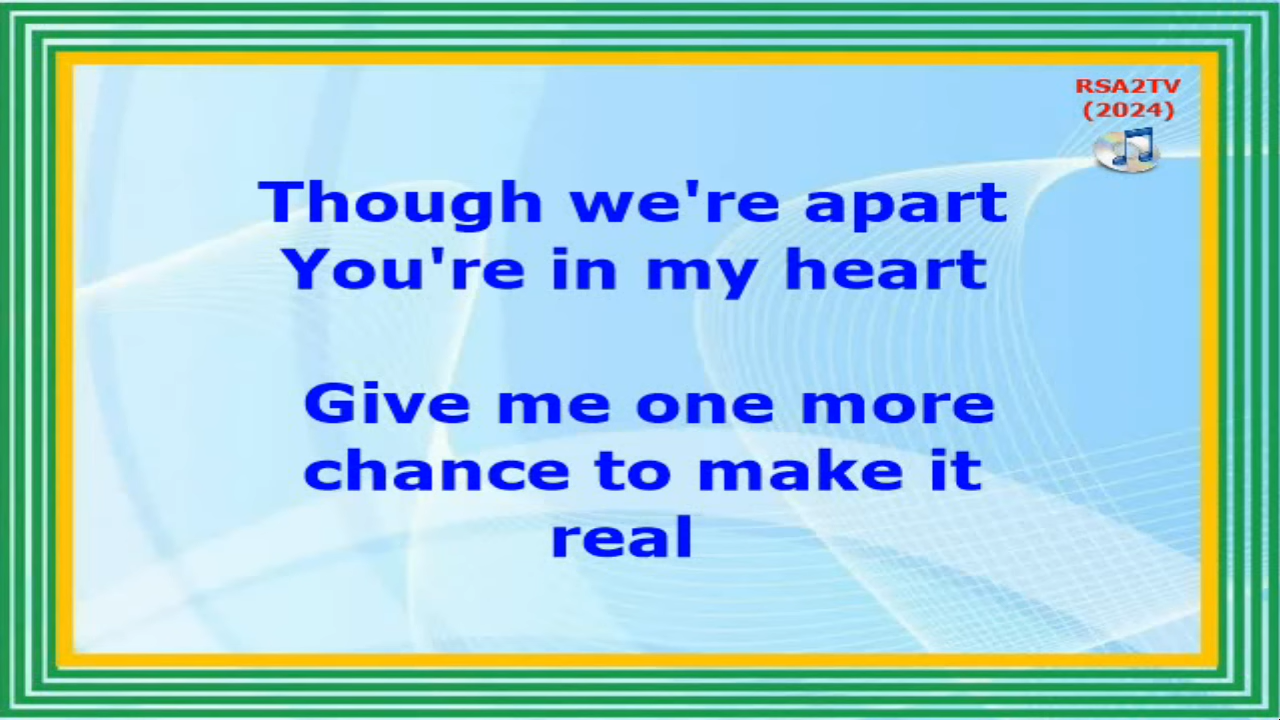 RSA2TV
(2024)
Though we're apart
You're in my heart
Give me one more
chance to make it
real